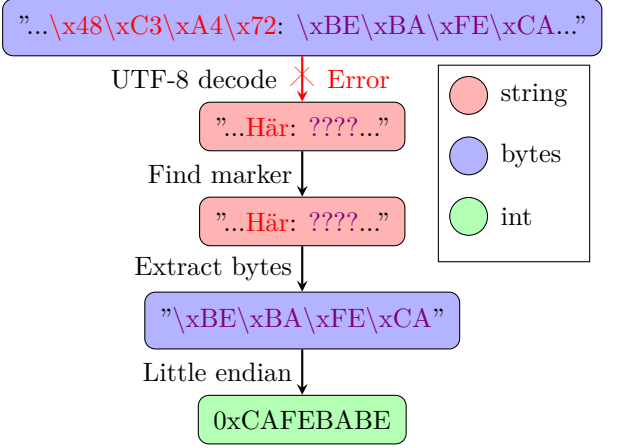 "...\x48\xC3\xA4\x72: \xBE\xBA\xFE\xCA..."
UTF-8 decode
Error
"...Här: ????..."
Find marker
"...Här: ????..."
Extract bytes
"\xBE\xBA\xFE\xCA"
Little endian
0xCAFEBABE
string
bytes
int